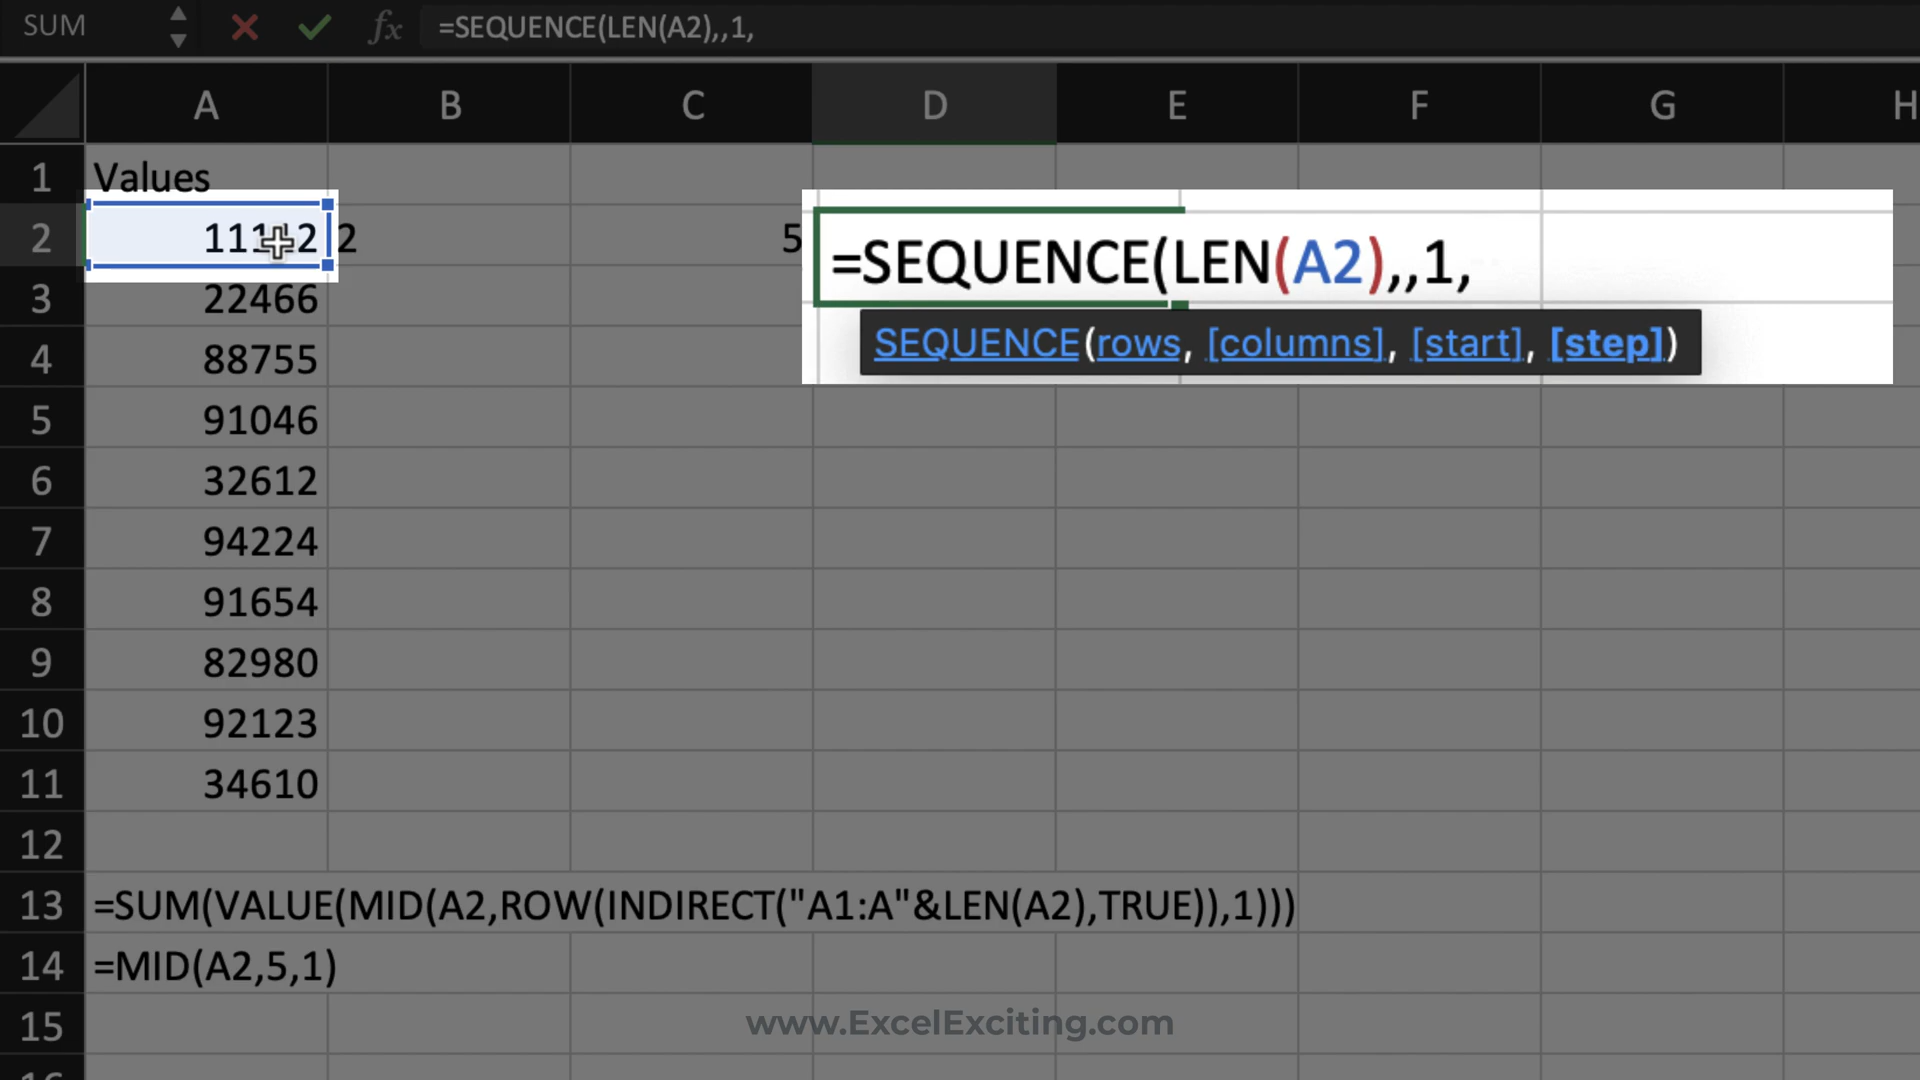 SUM fx =SEQUENCE(LEN(A2),,1,
A B C D E F G H
1 Values
2 2 5 =SEQUENCE(LEN(A2),,1,
SEQUENCE(rows, [columns], [start], [step])
3 22466
4 88755
5 91046
6 32612
7 94224
8 91654
9 82980
10 92123
11 34610
12
13 =SUM(VALUE(MID(A2,ROW(INDIRECT("A1:A"&LEN(A2),TRUE)),1)))
14 =MID(A2,5,1)
15
www.ExcelExciting.com